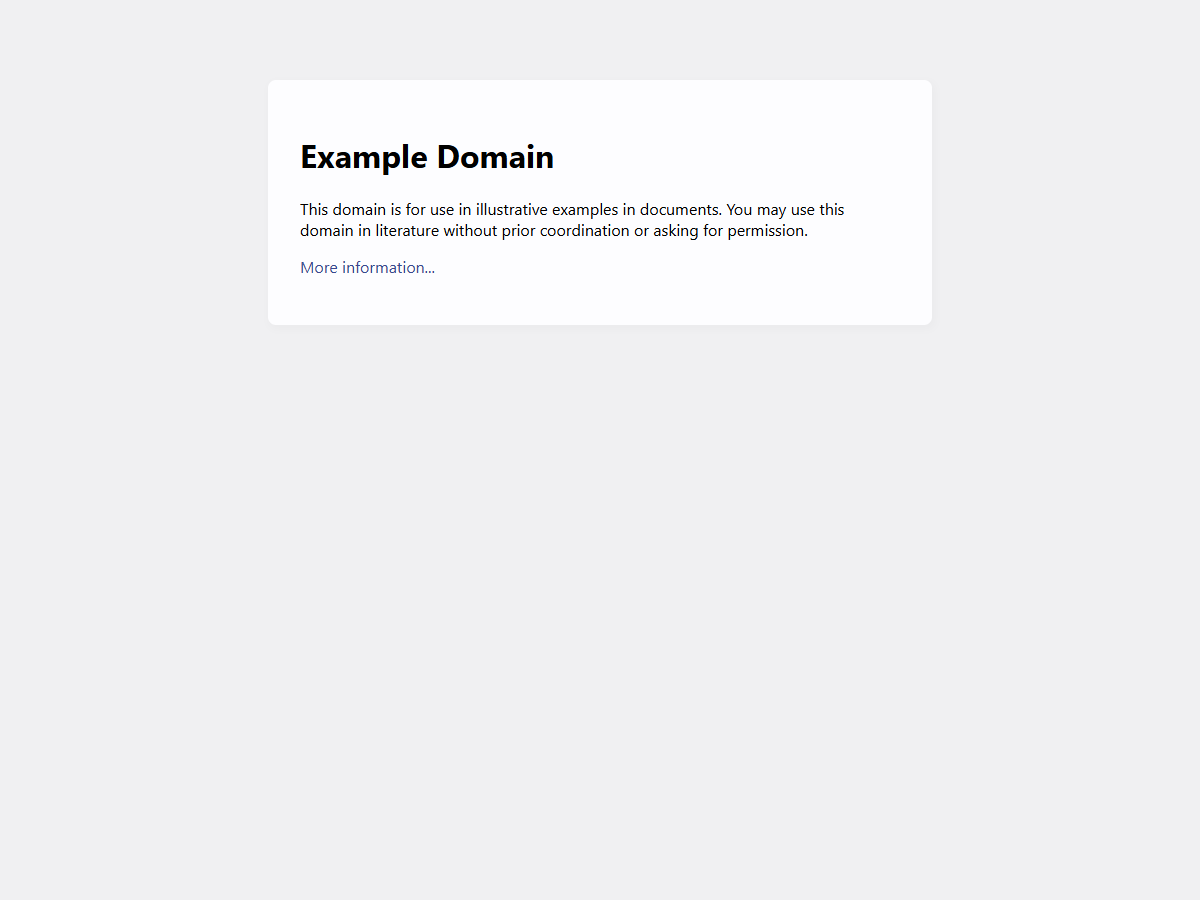 Example Domain
This domain is for use in illustrative examples in documents. You may use this
domain in literature without prior coordination or asking for permission.
More information...